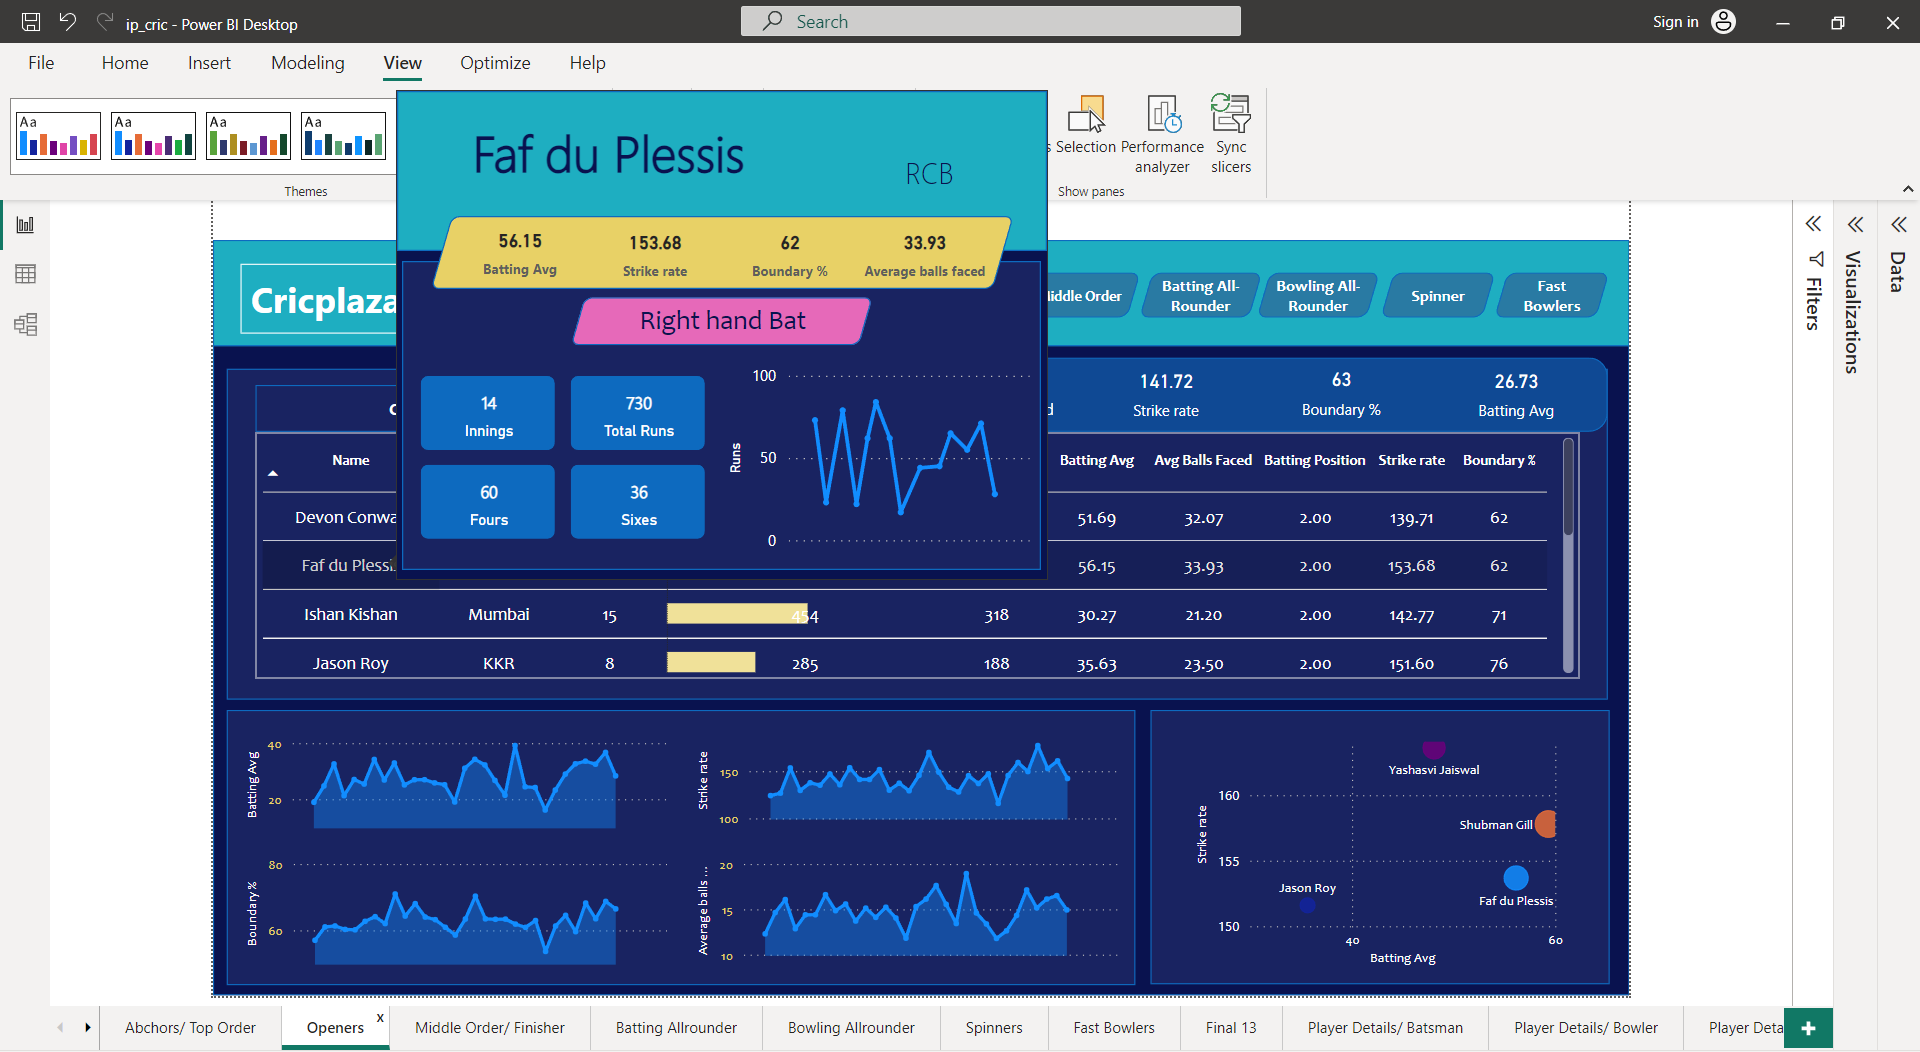 ip_cric - Power BI Desktop
Search
Sign in
File Home Insert Modeling View Optimize Help
Aa Aa Aa Aa
Selection Performance analyzer Sync slicers
Themes
Show panes
Faf du Plessis
RCB
56.15 153.68 62 33.93
Batting Avg Strike rate Boundary % Average balls faced
Right hand Bat
14
Innings
730
Total Runs
60
Fours
36
Sixes
100
50
0
Runs
Cricplaza
iddle Order
Batting All-
Rounder
Bowling All-
Rounder
Spinner
Fast
Bowlers
141.72 63 26.73
Strike rate Boundary % Batting Avg
Name Batting Avg Avg Balls Faced Batting Position Strike rate Boundary %
Devon Conwa 51.69 32.07 2.00 139.71 62
Faf du Plessi 56.15 33.93 2.00 153.68 62
Ishan Kishan Mumbai 15 454 318 30.27 21.20 2.00 142.77 71
Jason Roy KKR 8 285 188 35.63 23.50 2.00 151.60 76
Batting Avg
40
20
Strike rate
150
100
Boundary %
80
60
Average balls ...
20
15
10
Yashasvi Jaiswal
Shubman Gill
Faf du Plessis
Jason Roy
Strike rate
160
155
150
40 60
Batting Avg
Filters
Visualizations
Data
Abchors/ Top Order Openers x Middle Order/ Finisher Batting Allrounder Bowling Allrounder Spinners Fast Bowlers Final 13 Player Details/ Batsman Player Details/ Bowler Player Deta